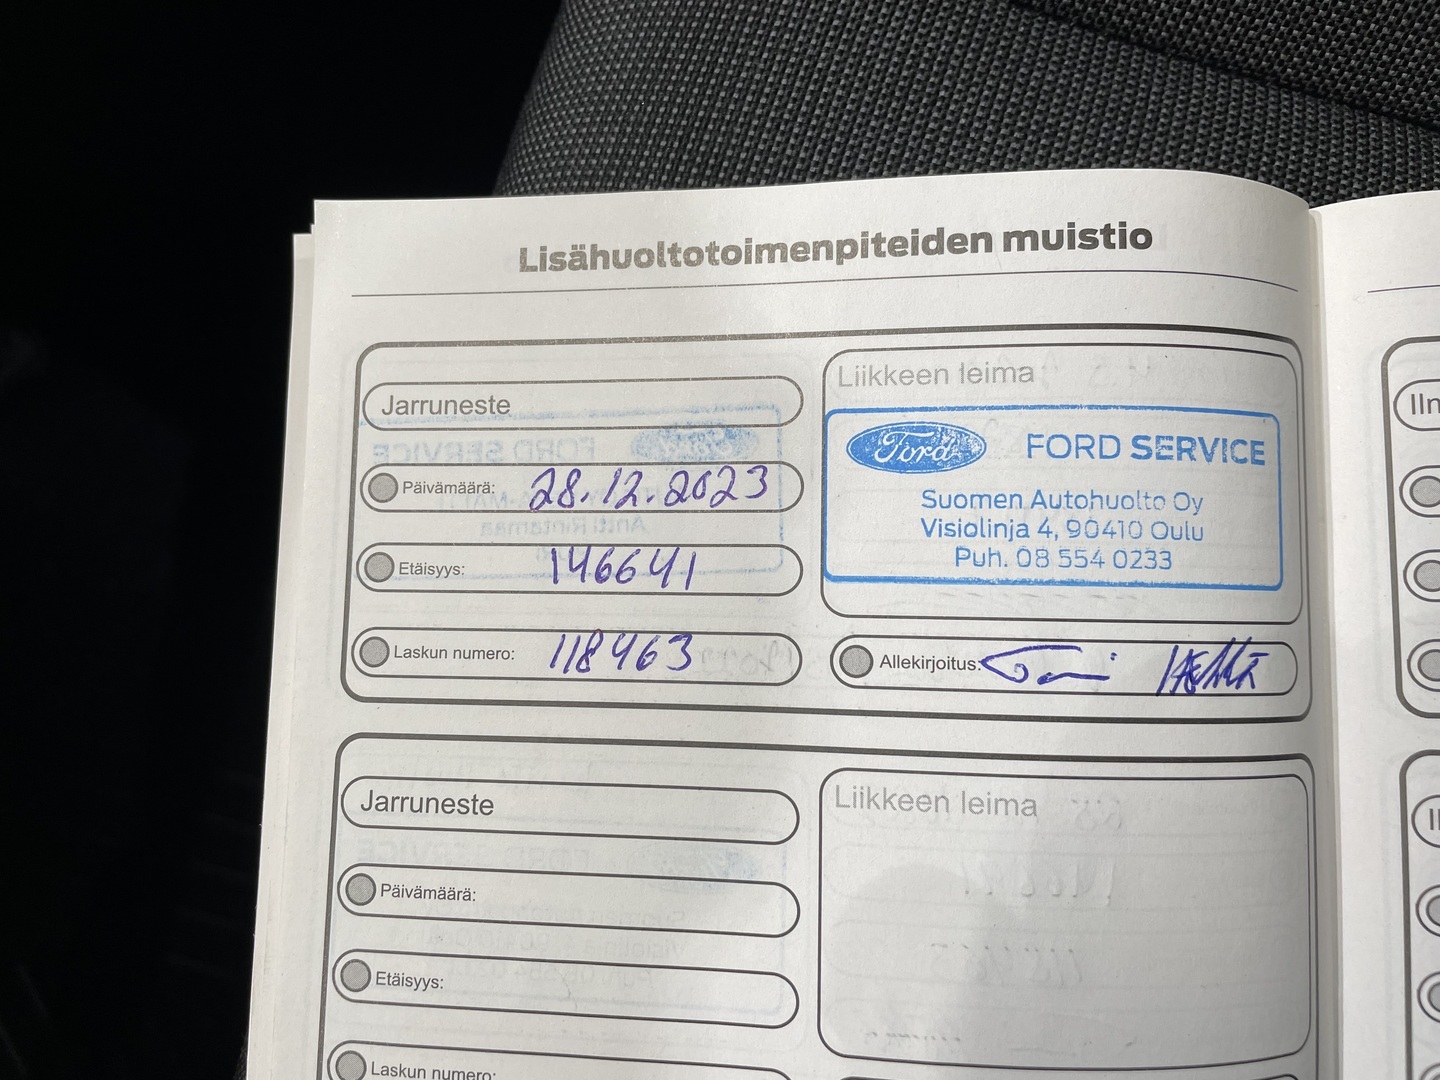 Lisähuoltotoimenpiteiden muistio
Jarruneste
Päivämäärä: 28.12.2023
Etäisyys: 146641
Laskun numero: 118463
Liikkeen leima
Ford FORD SERVICE
Suomen Autohuolto Oy
Visiolinja 4, 90410 Oulu
Puh. 08 554 0233
Allekirjoitus:
Jarruneste
Päivämäärä:
Etäisyys:
Laskun numero:
Liikkeen leima